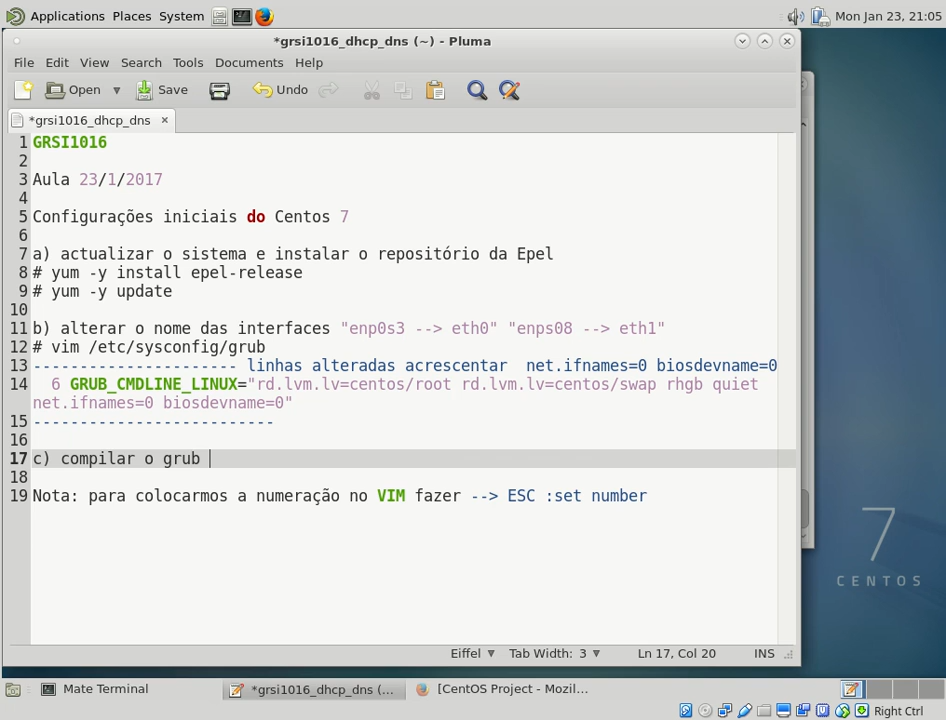 Applications Places System
Mon Jan 23, 21:05
*grsi1016_dhcp_dns (~) - Pluma
File Edit View Search Tools Documents Help
Open Save Undo
*grsi1016_dhcp_dns ×
1 GRSI1016
2
3 Aula 23/1/2017
4
5 Configurações iniciais do Centos 7
6
7 a) actualizar o sistema e instalar o repositório da Epel
8 # yum -y install epel-release
9 # yum -y update
10
11 b) alterar o nome das interfaces "enp0s3 --> eth0" "enps08 --> eth1"
12 # vim /etc/sysconfig/grub
13 ---------------------- linhas alteradas acrescentar  net.ifnames=0 biosdevname=0
14   6 GRUB_CMDLINE_LINUX="rd.lvm.lv=centos/root rd.lvm.lv=centos/swap rhgb quiet
net.ifnames=0 biosdevname=0"
15 --------------------------
16
17 c) compilar o grub
18
19 Nota: para colocarmos a numeração no VIM fazer --> ESC :set number
7
CENTOS
Eiffel Tab Width: 3 Ln 17, Col 20 INS
Mate Terminal *grsi1016_dhcp_dns (... [CentOS Project - Mozil...
Right Ctrl